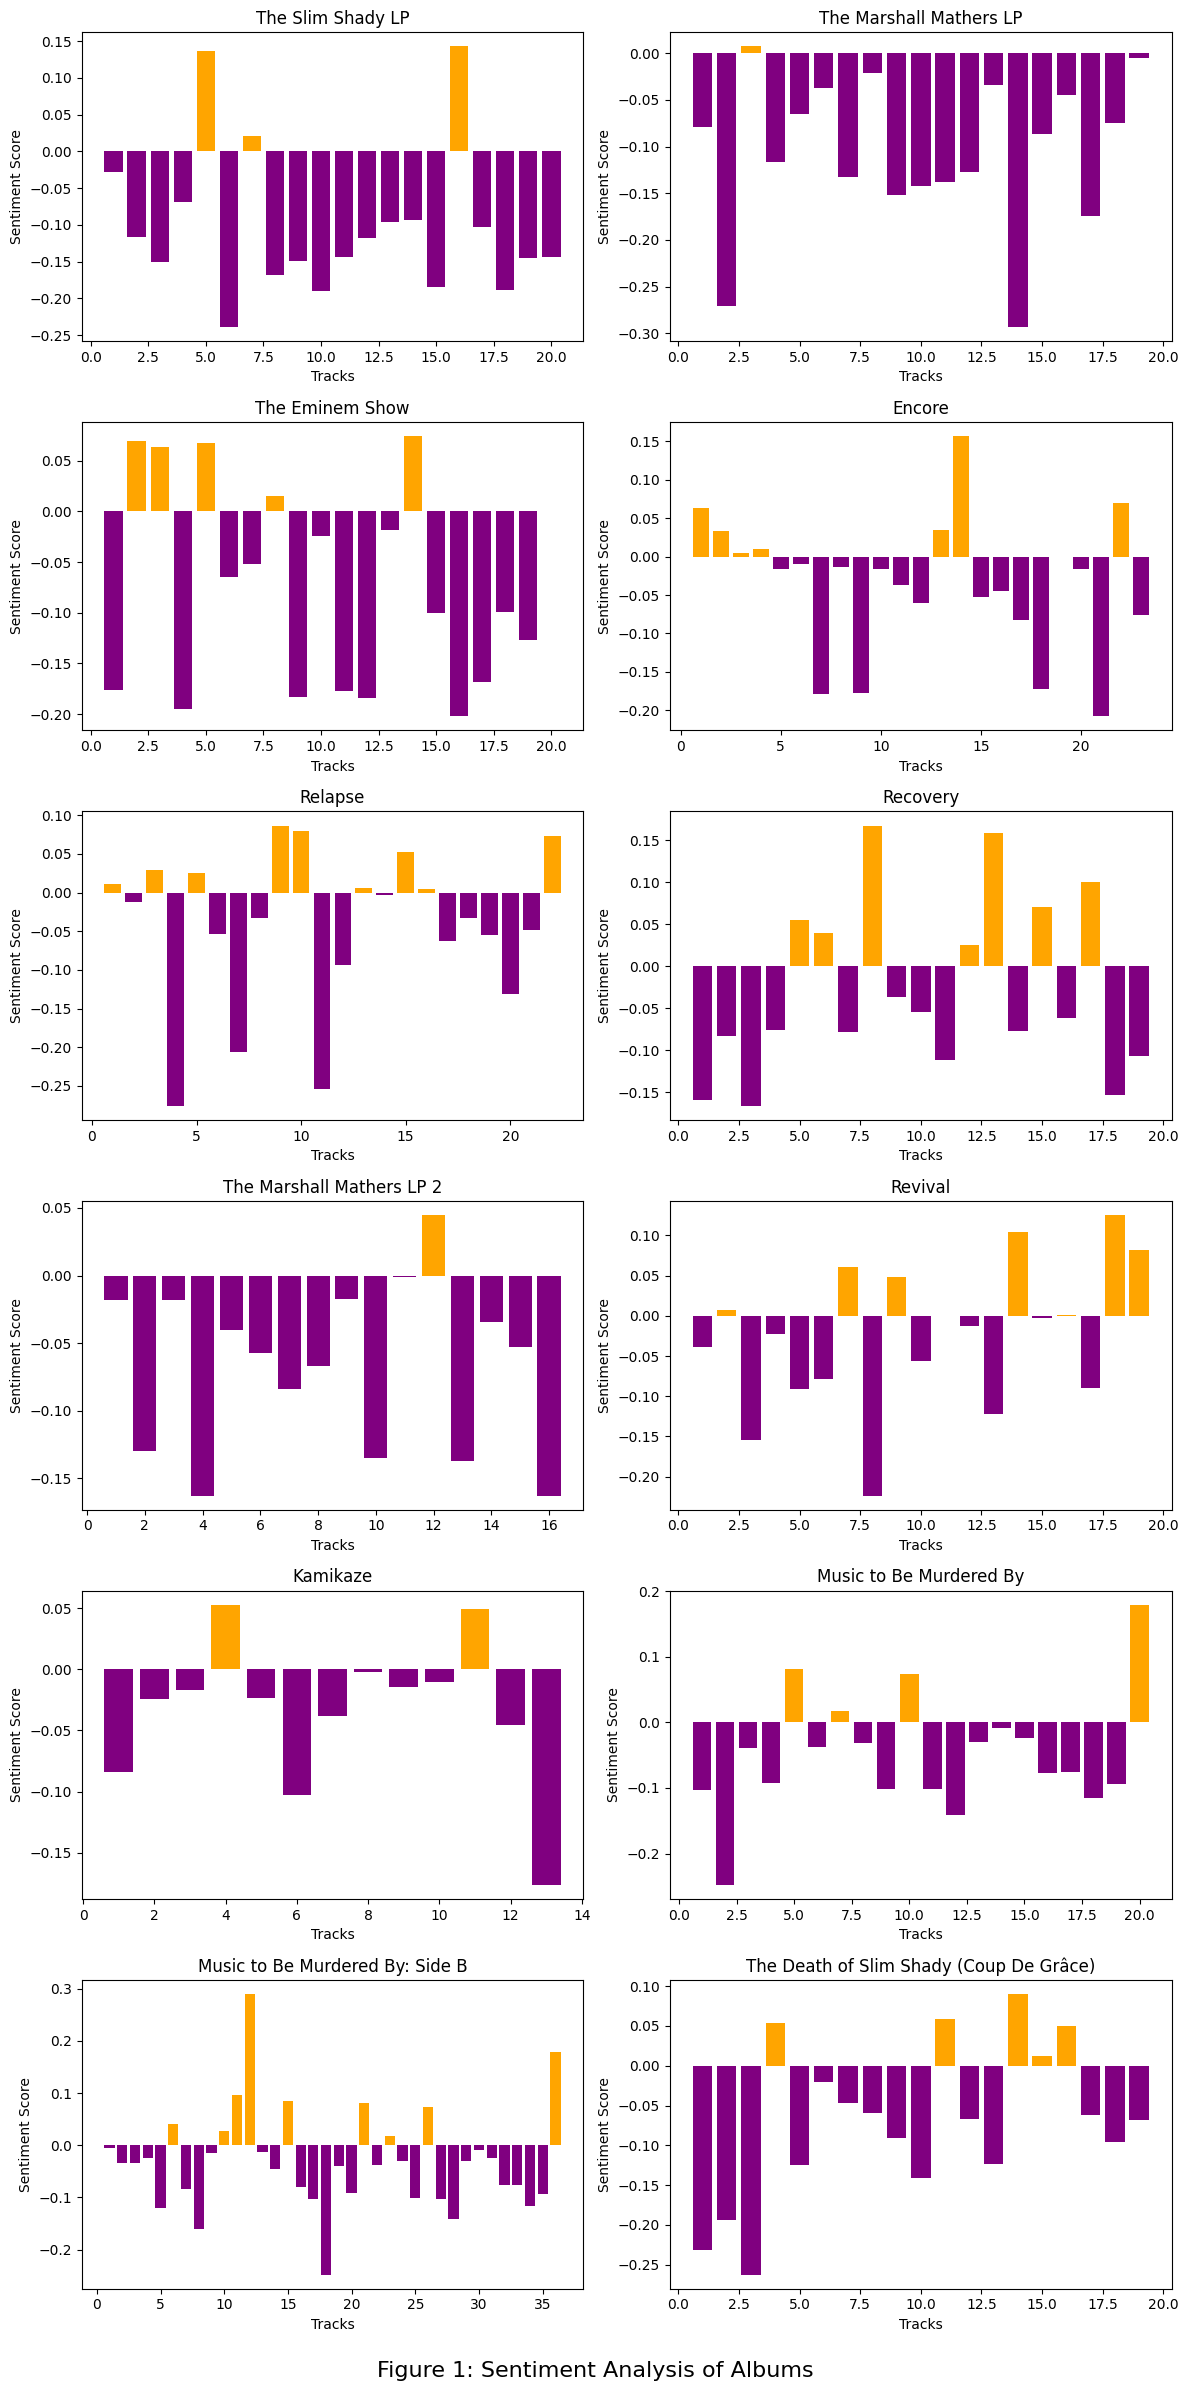 The Slim Shady LP
0.15
0.10
0.05
0.00
−0.05
−0.10
−0.15
−0.20
−0.25
Sentiment Score
0.0 2.5 5.0 7.5 10.0 12.5 15.0 17.5 20.0
Tracks
The Marshall Mathers LP
0.00
−0.05
−0.10
−0.15
−0.20
−0.25
−0.30
Sentiment Score
0.0 2.5 5.0 7.5 10.0 12.5 15.0 17.5 20.0
Tracks
The Eminem Show
0.05
0.00
−0.05
−0.10
−0.15
−0.20
Sentiment Score
0.0 2.5 5.0 7.5 10.0 12.5 15.0 17.5 20.0
Tracks
Encore
0.15
0.10
0.05
0.00
−0.05
−0.10
−0.15
−0.20
Sentiment Score
0 5 10 15 20
Tracks
Relapse
0.10
0.05
0.00
−0.05
−0.10
−0.15
−0.20
−0.25
Sentiment Score
0 5 10 15 20
Tracks
Recovery
0.15
0.10
0.05
0.00
−0.05
−0.10
−0.15
Sentiment Score
0.0 2.5 5.0 7.5 10.0 12.5 15.0 17.5 20.0
Tracks
The Marshall Mathers LP 2
0.05
0.00
−0.05
−0.10
−0.15
Sentiment Score
0 2 4 6 8 10 12 14 16
Tracks
Revival
0.10
0.05
0.00
−0.05
−0.10
−0.15
−0.20
Sentiment Score
0.0 2.5 5.0 7.5 10.0 12.5 15.0 17.5 20.0
Tracks
Kamikaze
0.05
0.00
−0.05
−0.10
−0.15
Sentiment Score
0 2 4 6 8 10 12 14
Tracks
Music to Be Murdered By
0.2
0.1
0.0
−0.1
−0.2
Sentiment Score
0.0 2.5 5.0 7.5 10.0 12.5 15.0 17.5 20.0
Tracks
Music to Be Murdered By: Side B
0.3
0.2
0.1
0.0
−0.1
−0.2
Sentiment Score
0 5 10 15 20 25 30 35
Tracks
The Death of Slim Shady (Coup De Grâce)
0.10
0.05
0.00
−0.05
−0.10
−0.15
−0.20
−0.25
Sentiment Score
0.0 2.5 5.0 7.5 10.0 12.5 15.0 17.5 20.0
Tracks
Figure 1: Sentiment Analysis of Albums